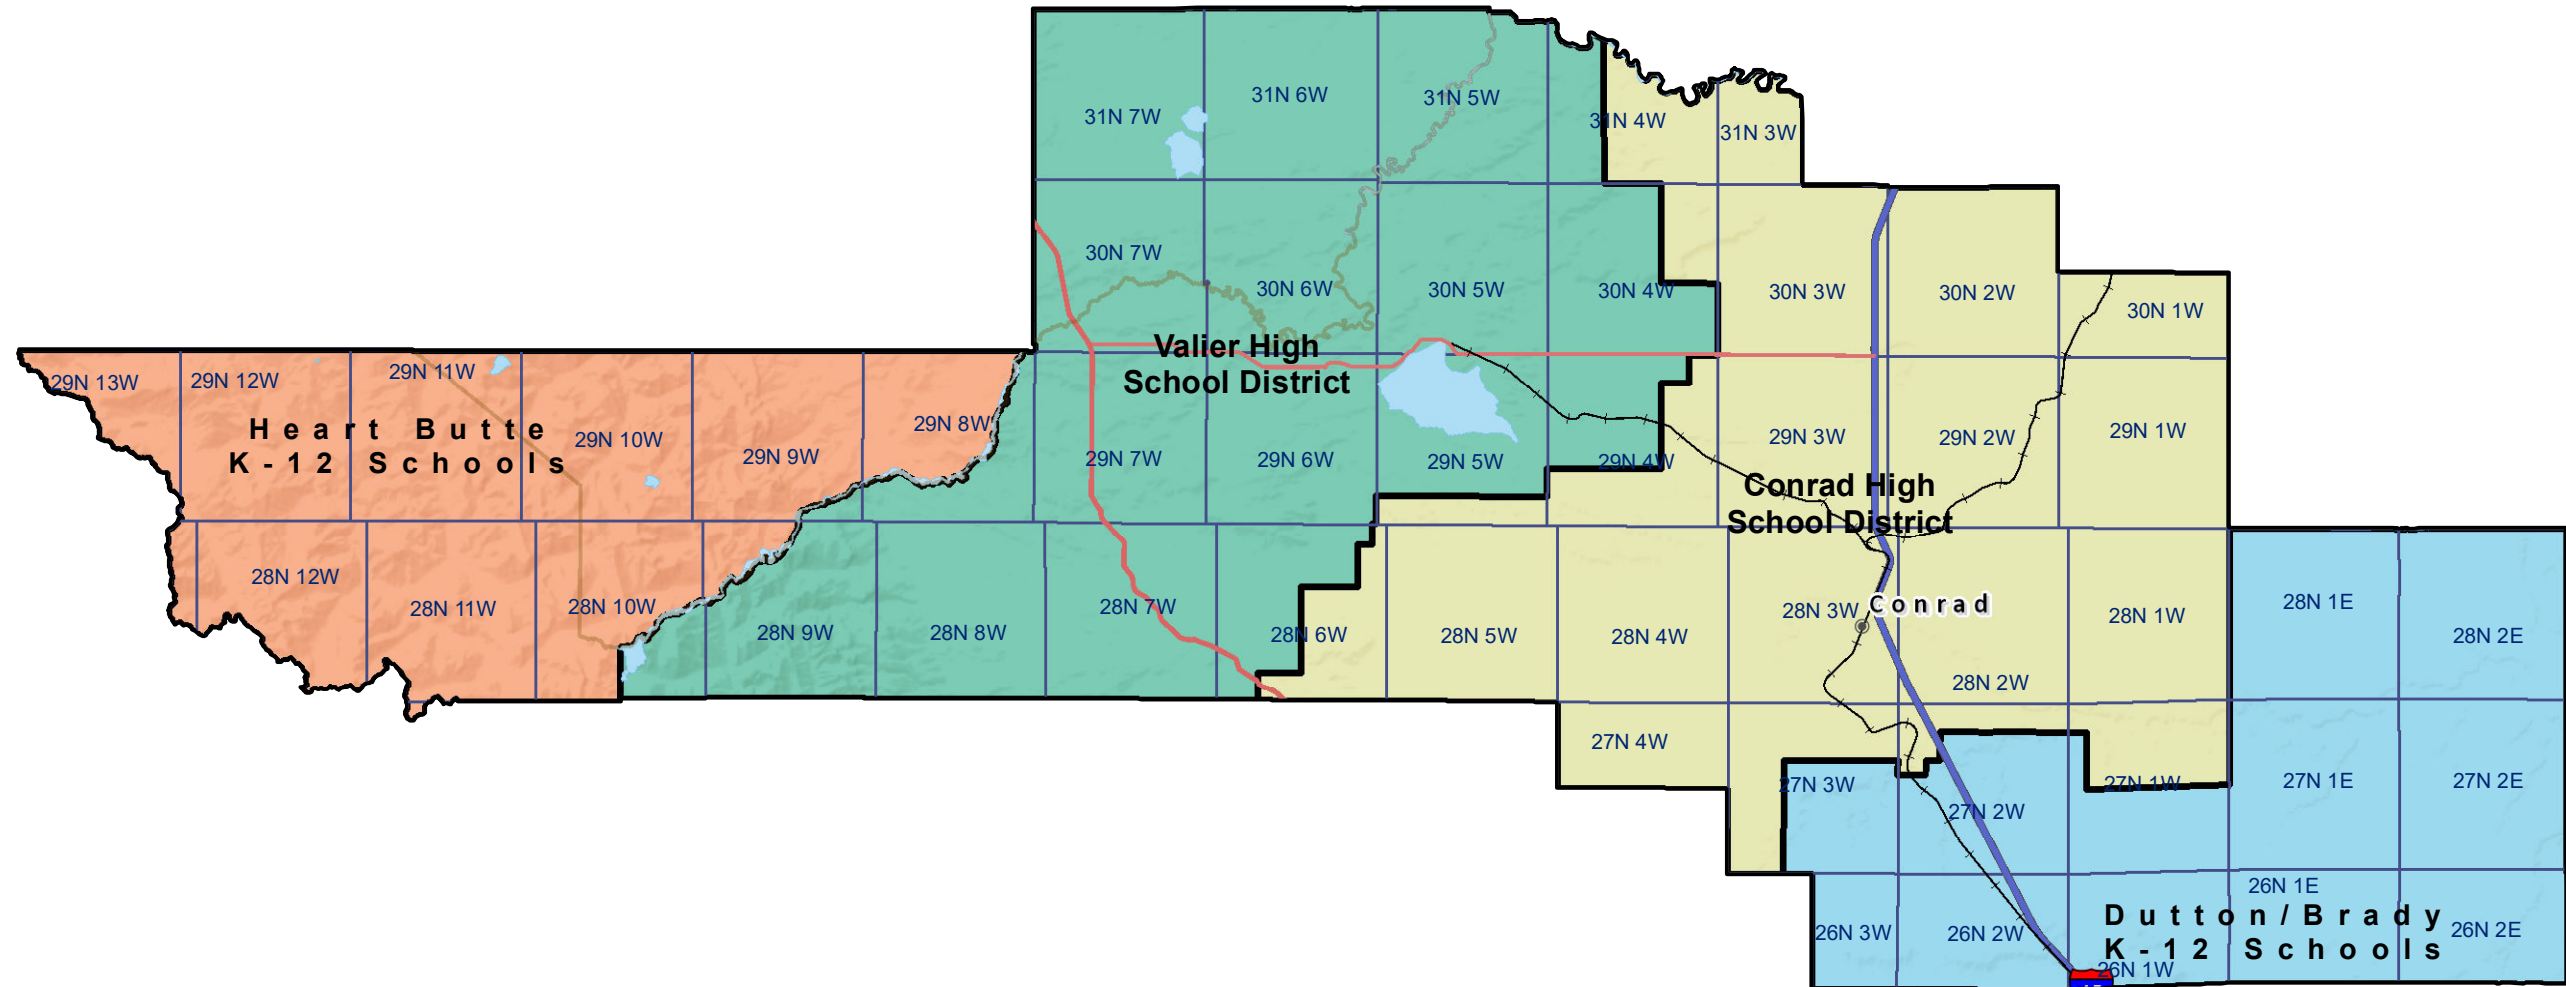 31N 7W
31N 6W
31N 5W
31N 4W
31N 3W
30N 7W
30N 6W
30N 5W
30N 4W
30N 3W
30N 2W
30N 1W
Valier High
School District
29N 13W
29N 12W
29N 11W
29N 10W
29N 9W
29N 8W
Heart Butte
K-12 Schools
29N 7W
29N 6W
29N 5W
29N 4W
29N 3W
29N 2W
29N 1W
Conrad High
School District
28N 12W
28N 11W
28N 10W
28N 9W
28N 8W
28N 7W
28N 6W
28N 5W
28N 4W
28N 3W
Conrad
28N 2W
28N 1W
28N 1E
28N 2E
27N 4W
27N 3W
27N 2W
27N 1W
27N 1E
27N 2E
26N 3W
26N 2W
26N 1W
26N 1E
26N 2E
Dutton/Brady
K-12 Schools